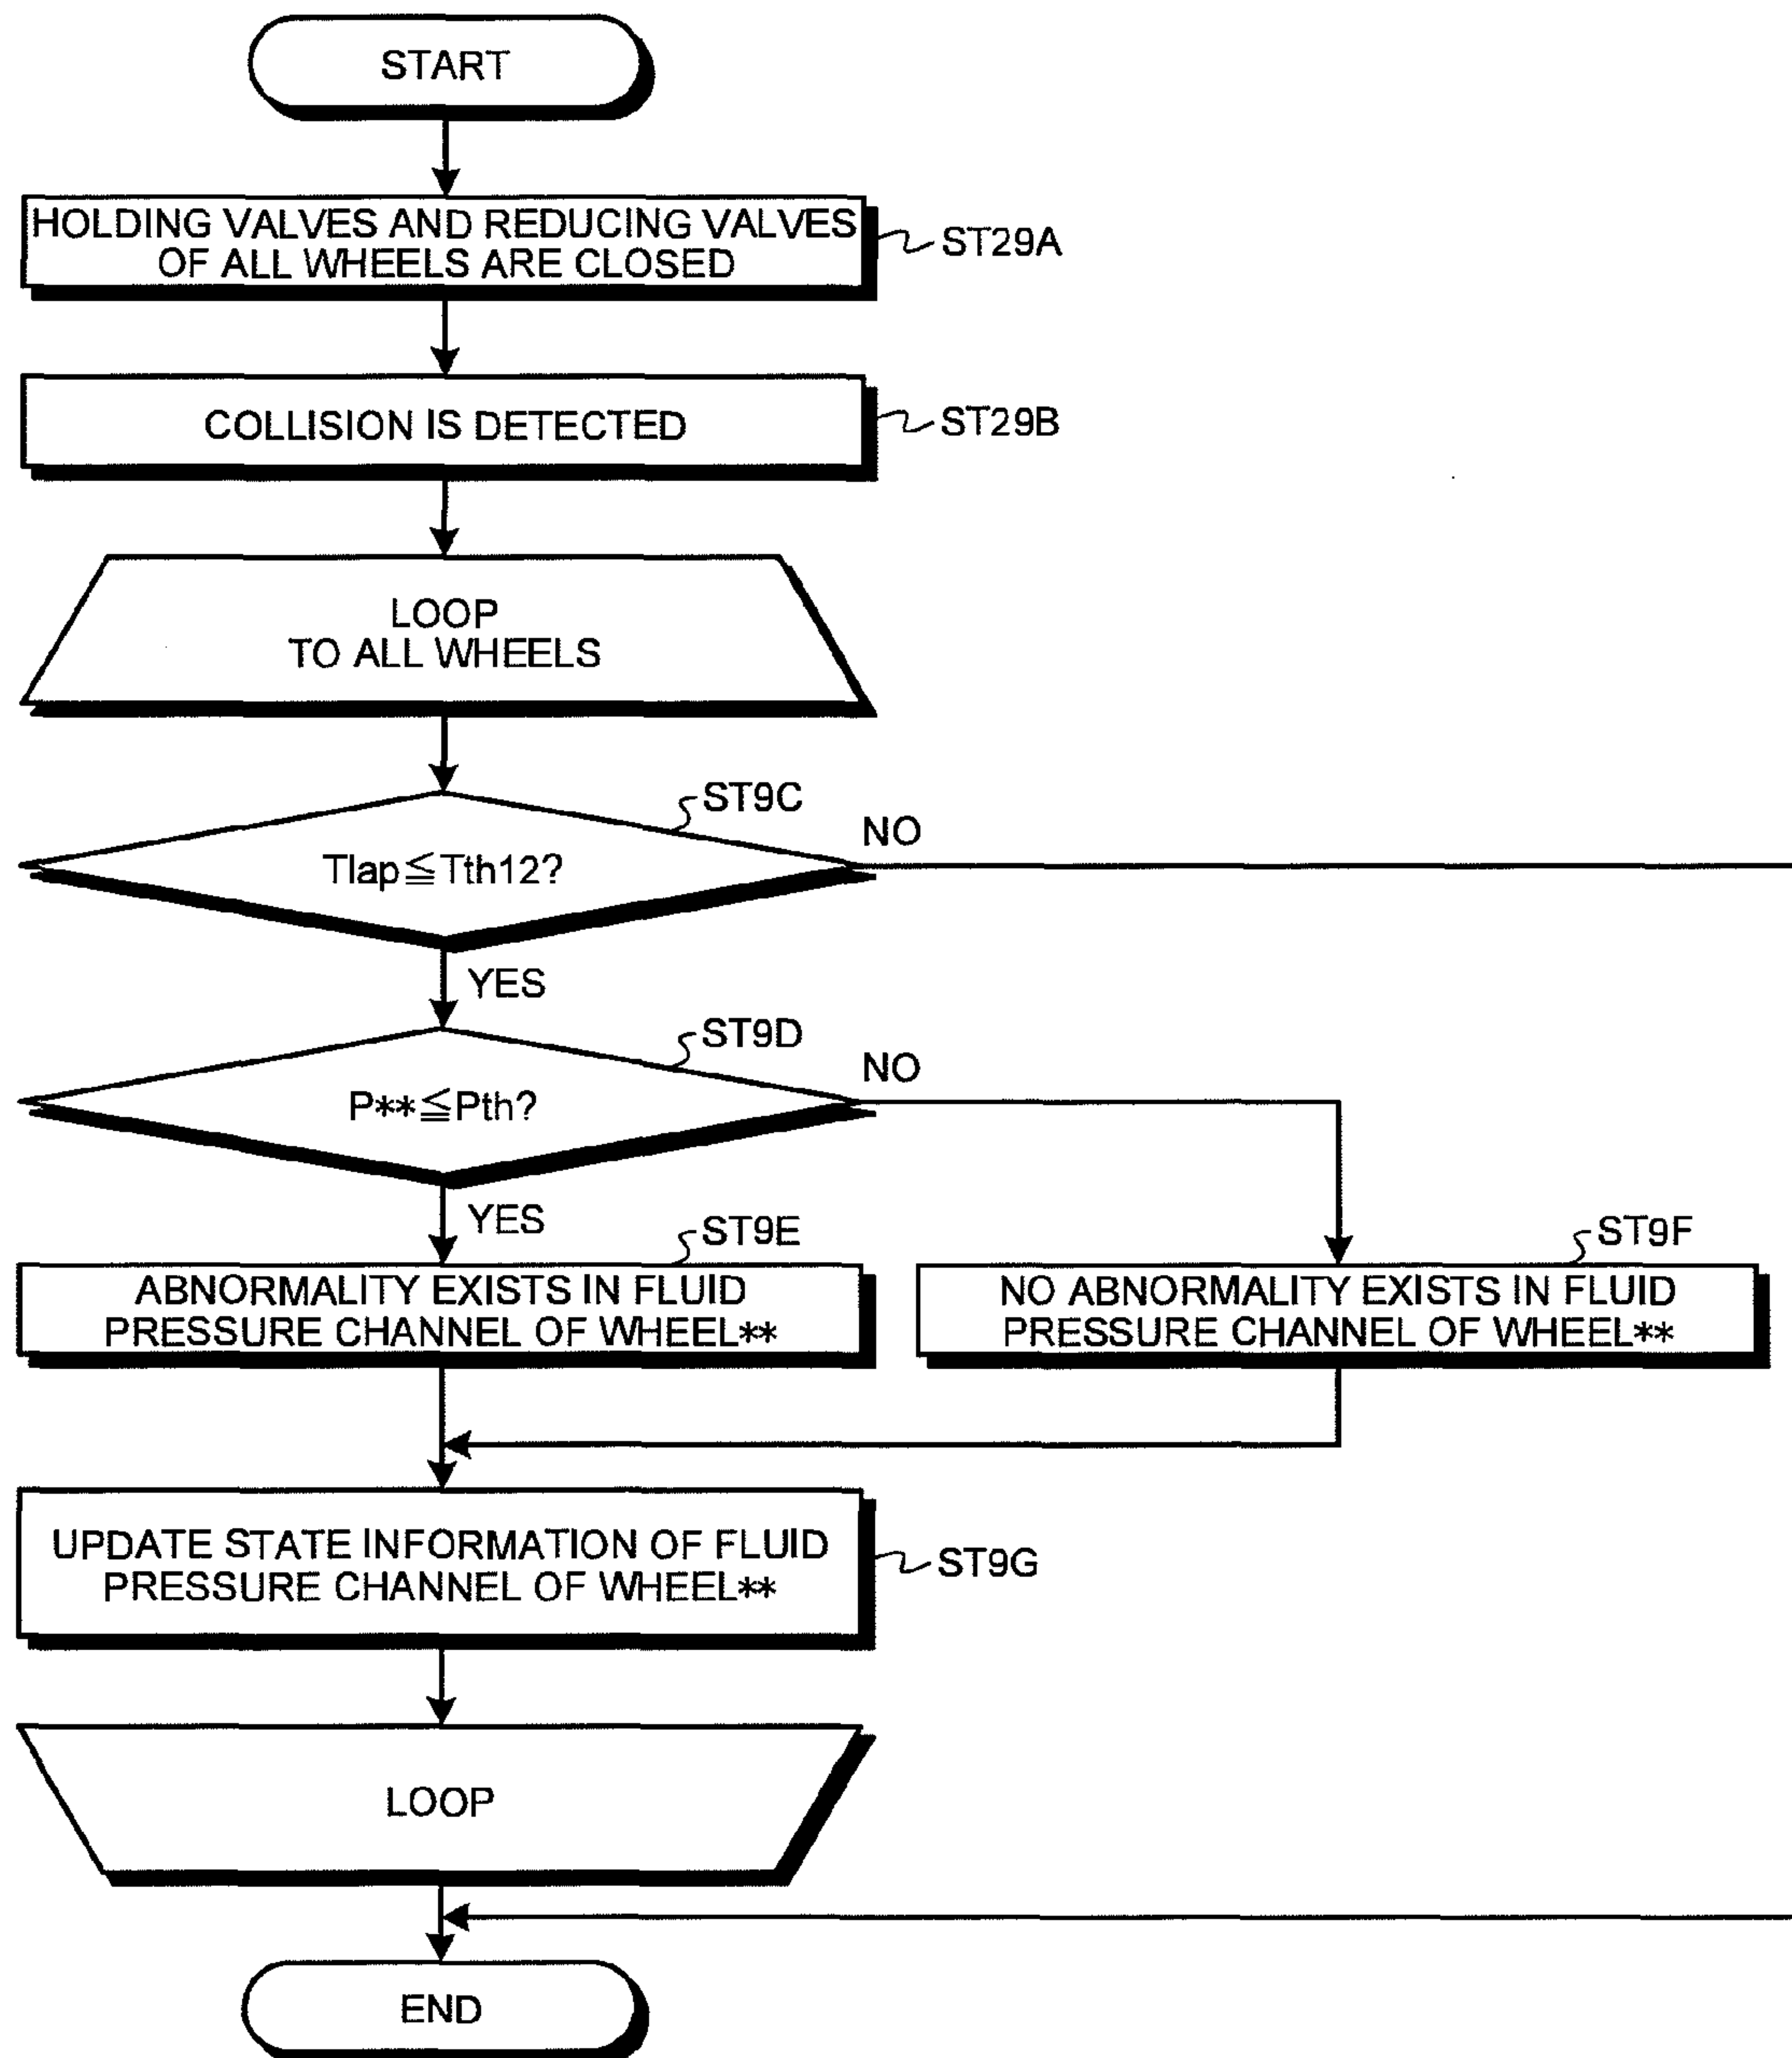 START
HOLDING VALVES AND REDUCING VALVES
OF ALL WHEELS ARE CLOSED
ST29A
COLLISION IS DETECTED
ST29B
LOOP
TO ALL WHEELS
ST9C
NO
Tlap≦Tth12?
YES
ST9D
NO
P**≦Pth?
YES
ST9E
ABNORMALITY EXISTS IN FLUID
PRESSURE CHANNEL OF WHEEL**
ST9F
NO ABNORMALITY EXISTS IN FLUID
PRESSURE CHANNEL OF WHEEL**
UPDATE STATE INFORMATION OF FLUID
PRESSURE CHANNEL OF WHEEL**
ST9G
LOOP
END